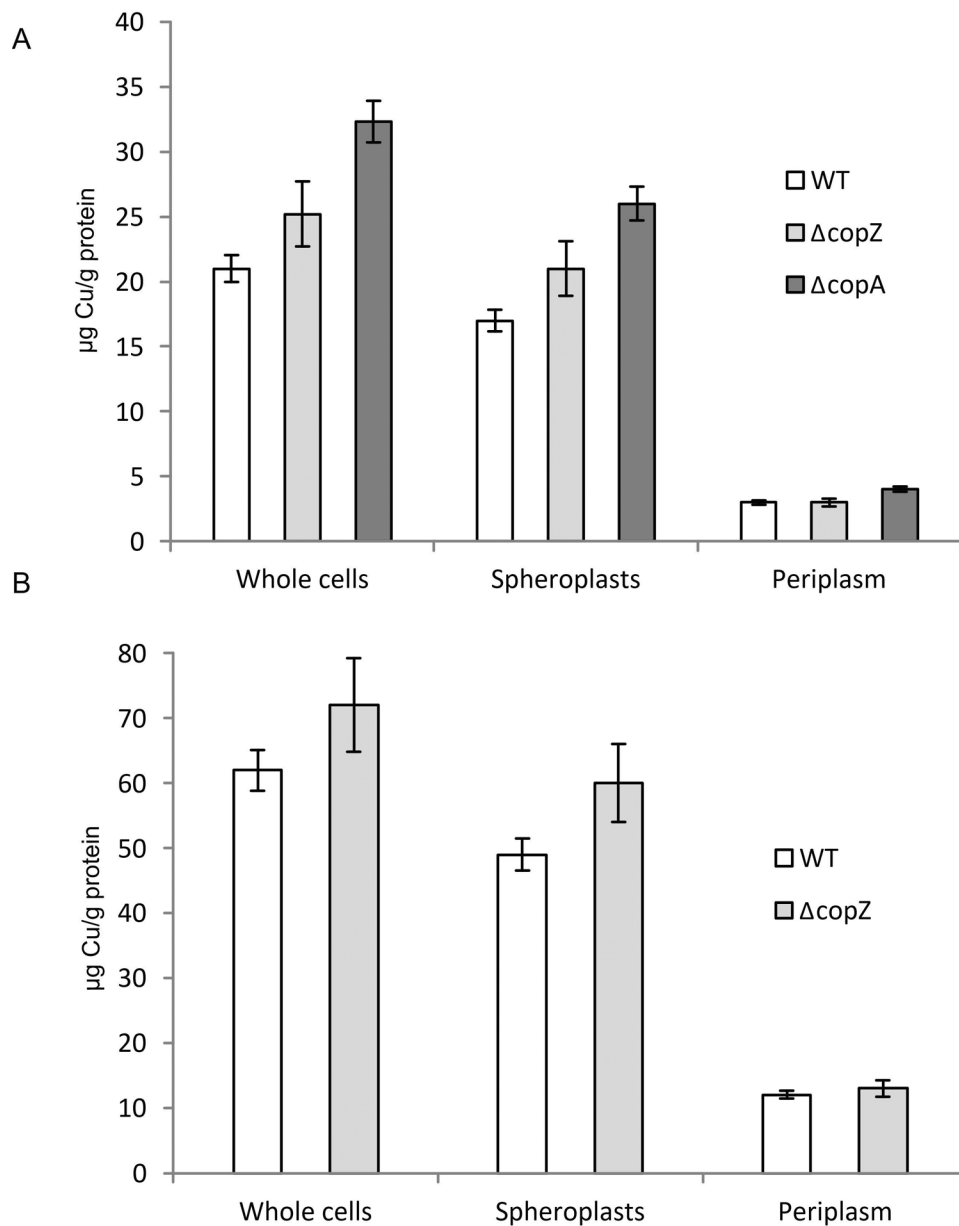 A
40
35
30
25
20
15
10
5
0
µg Cu/g protein
WT
ΔcopZ
ΔcopA
Whole cells Spheroplasts Periplasm
B
80
70
60
50
40
30
20
10
0
µg Cu/g protein
WT
ΔcopZ
Whole cells Spheroplasts Periplasm